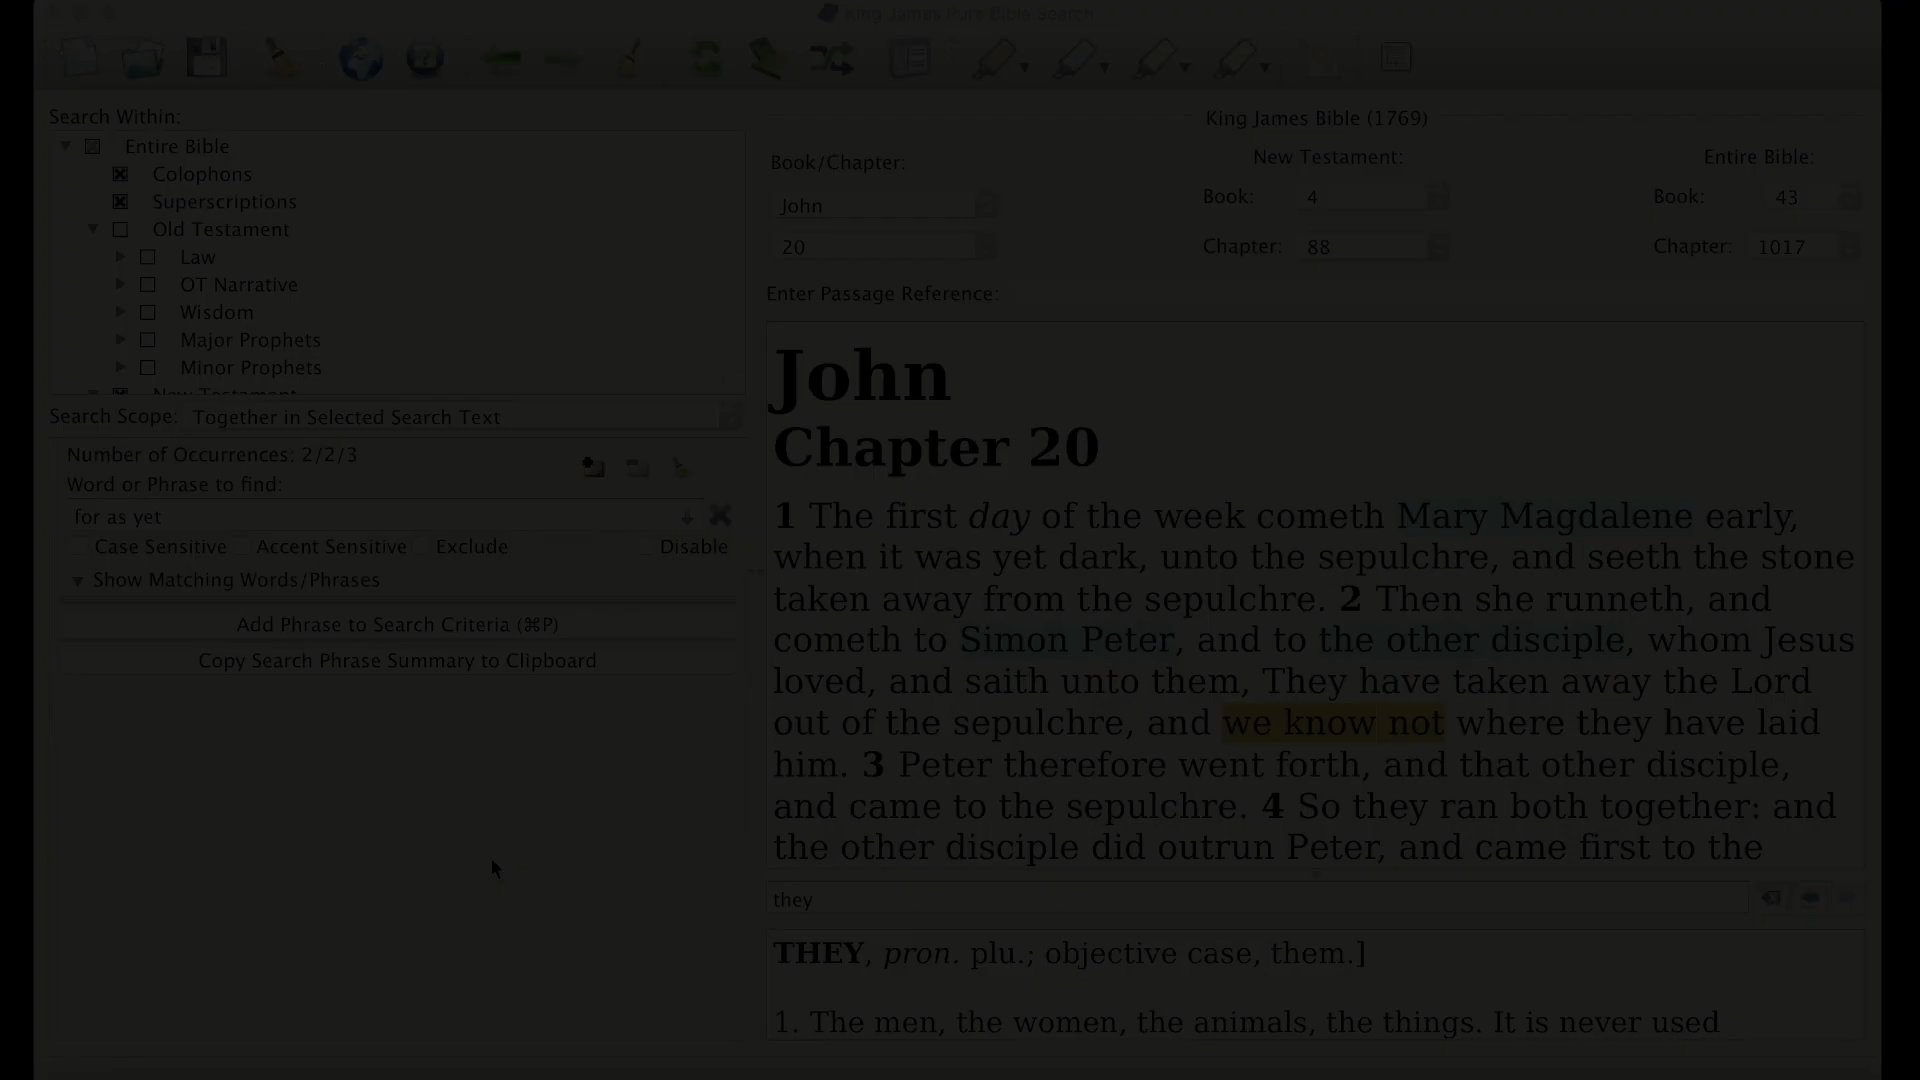 King James Pure Bible Search
Search Within:
Entire Bible
Colophons
Superscriptions
Old Testament
Law
OT Narrative
Wisdom
Major Prophets
Minor Prophets
New Testament
Search Scope: Together in Selected Search Text
Number of Occurrences: 2/2/3
Word or Phrase to find:
for as yet
Case Sensitive Accent Sensitive Exclude Disable
Show Matching Words/Phrases
Add Phrase to Search Criteria (⌘P)
Copy Search Phrase Summary to Clipboard
King James Bible (1769)
Book/Chapter:
John
20
New Testament:
Book: 4
Chapter: 88
Entire Bible:
Book: 43
Chapter: 1017
Enter Passage Reference:
John
Chapter 20
1 The first day of the week cometh Mary Magdalene early,
when it was yet dark, unto the sepulchre, and seeth the stone
taken away from the sepulchre. 2 Then she runneth, and
cometh to Simon Peter, and to the other disciple, whom Jesus
loved, and saith unto them, They have taken away the Lord
out of the sepulchre, and we know not where they have laid
him. 3 Peter therefore went forth, and that other disciple,
and came to the sepulchre. 4 So they ran both together: and
the other disciple did outrun Peter, and came first to the
they
THEY, pron. plu.; objective case, them.]
1. The men, the women, the animals, the things. It is never used